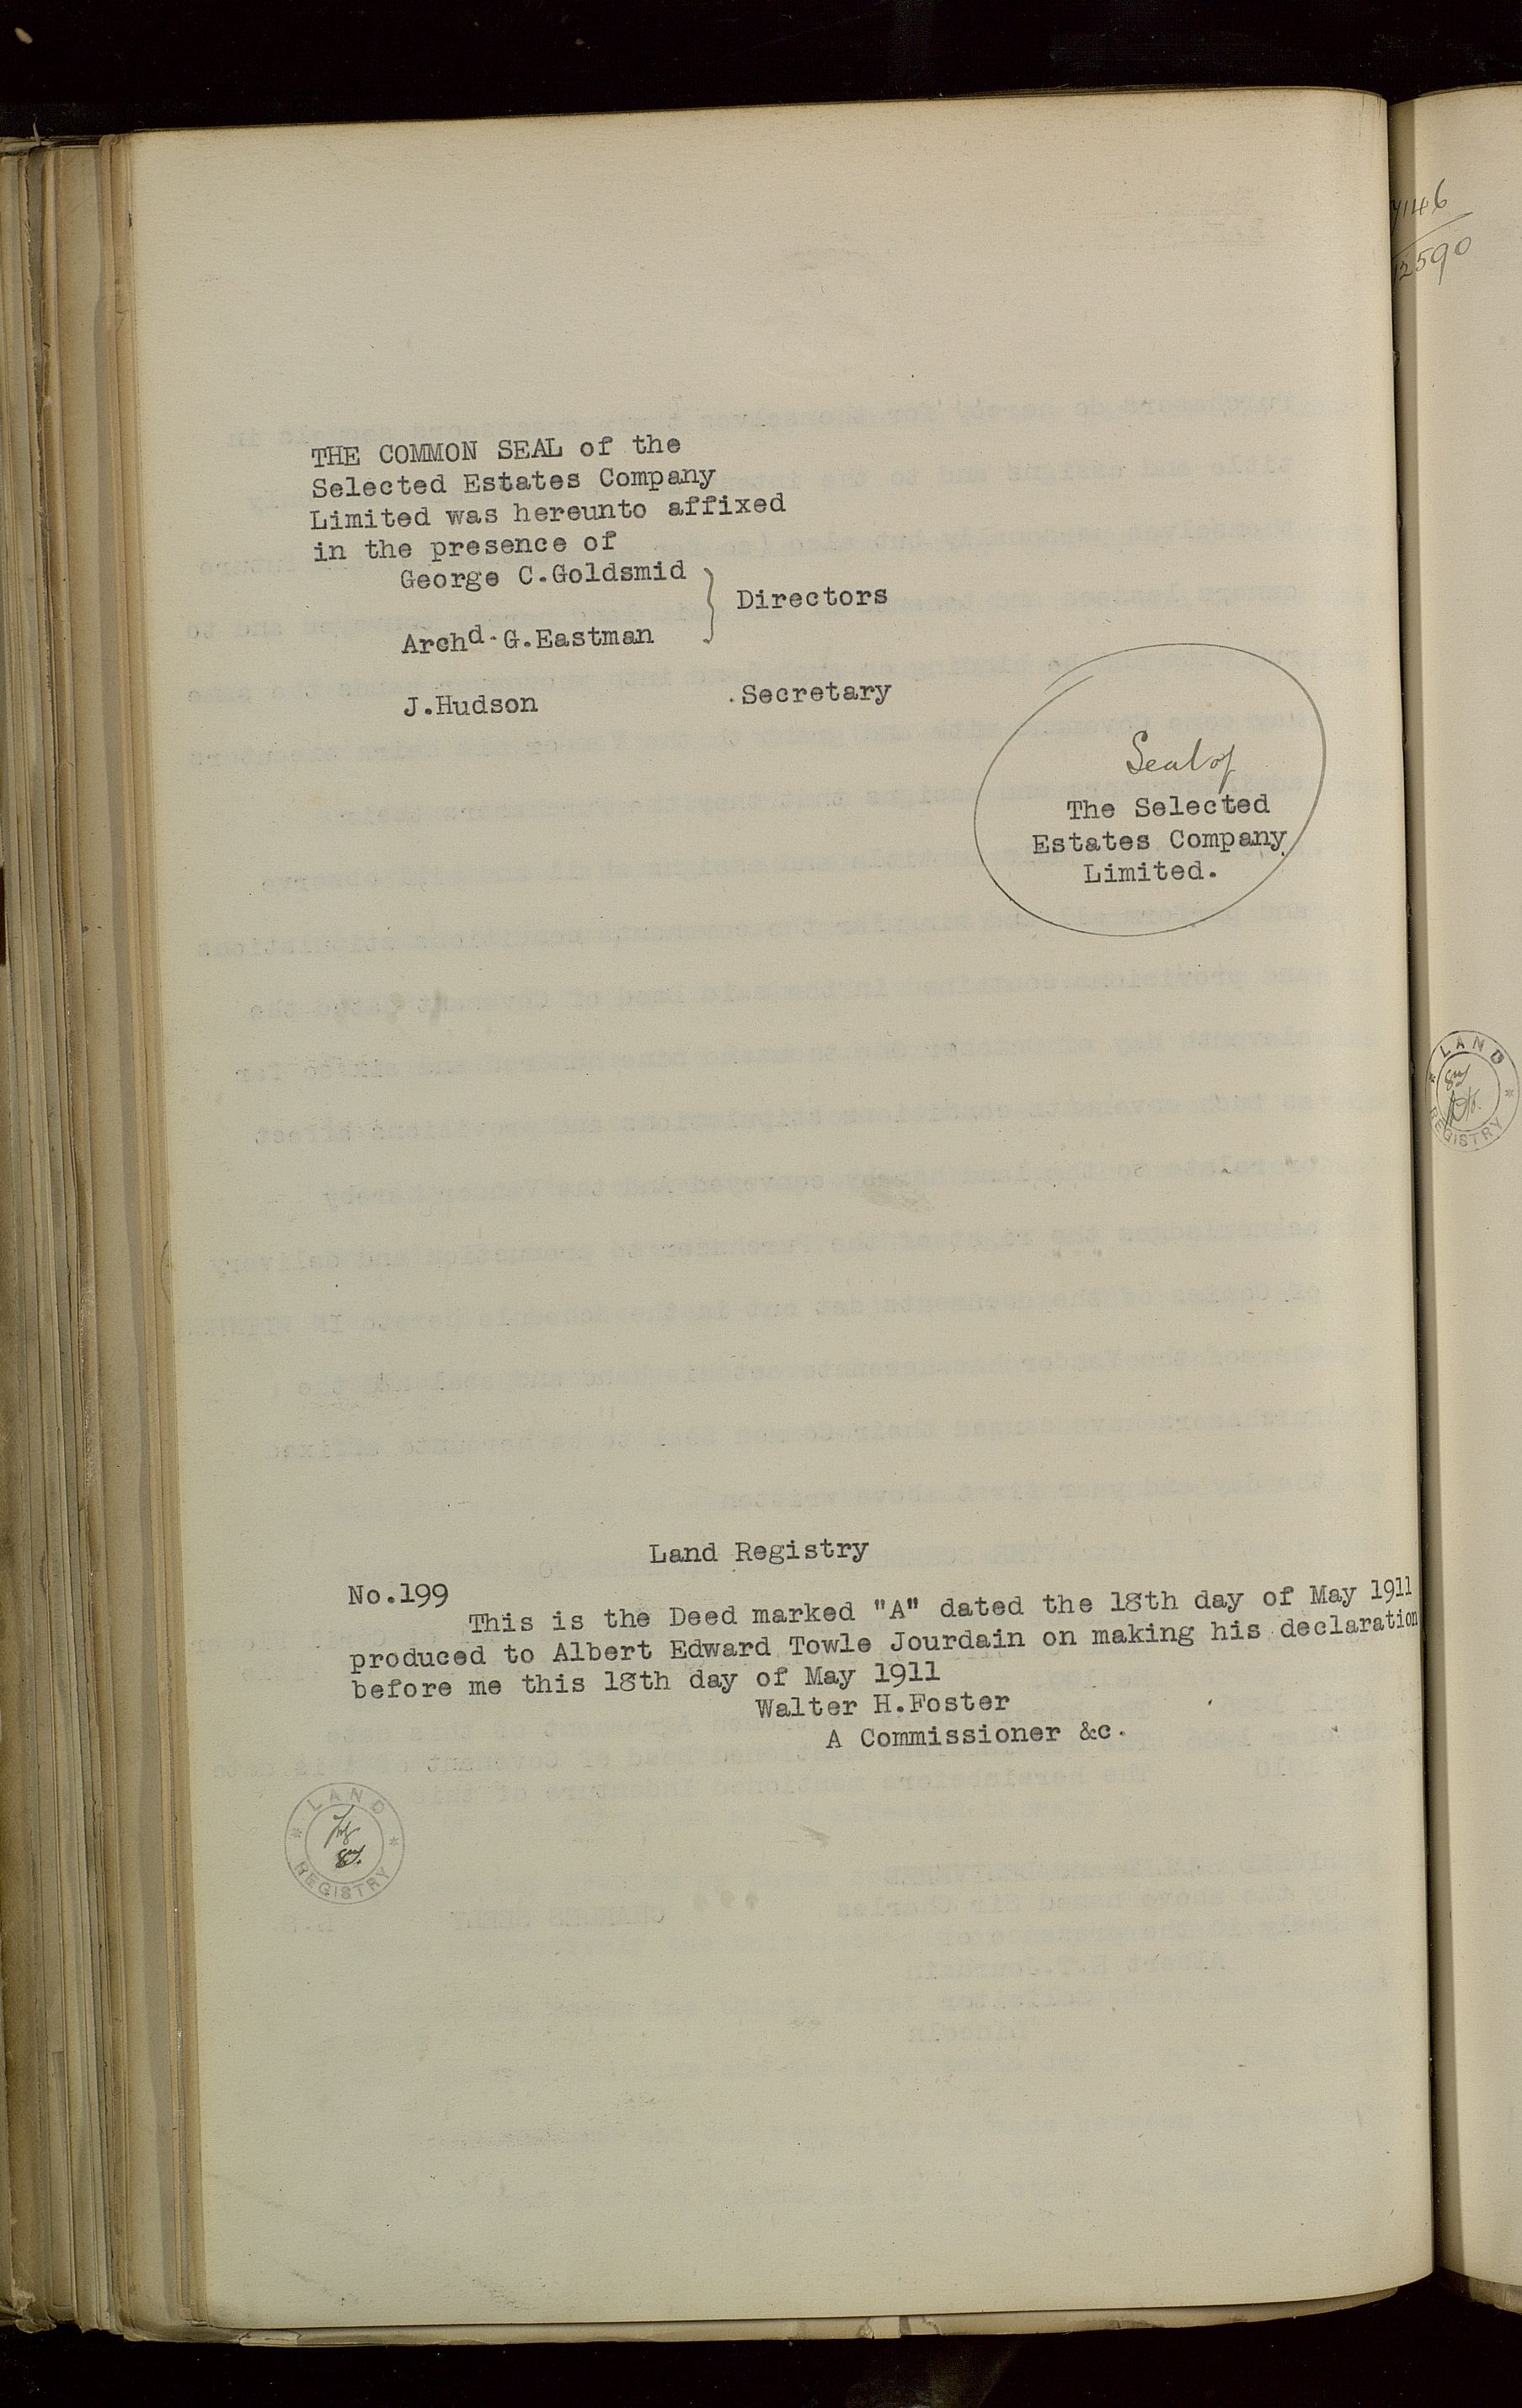 THE COMMON SEAL of the
Selected Estates Company
Limited was hereunto affixed
in the presence of
George C.Goldsmid
Directors
Archd. G.Eastman
J.Hudson .Secretary
Seal of
The Selected
Estates Company
Limited.
Land Registry
No.199
This is the Deed marked "A" dated the 18th day of May 1911
produced to Albert Edward Towle Jourdain on making his declaration
before me this 18th day of May 1911
Walter H.Foster
A Commissioner &c.
* LAND *
REGISTRY
2590
* LAND *
REGISTRY